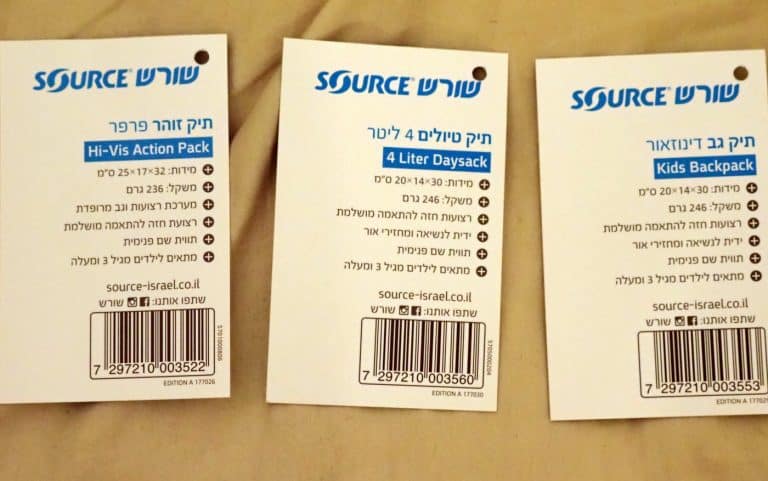 SOURCE שורש
תיק זוהר פרפר
Hi-Vis Action Pack
מידות: 32×17×25 ס"מ
משקל: 236 גרם
מערכת רצועות וגב מרופדת
רצועות חזה להתאמה מושלמת
תווית שם פנימית
מתאים לילדים מגיל 3 ומעלה
source-israel.co.il
שתפו אותנו: שורש
5701008806
7 297210 003522
EDITION A 177026
SOURCE שורש
תיק טיולים 4 ליטר
4 Liter Daysack
מידות: 30×14×20 ס"מ
משקל: 246 גרם
רצועות חזה להתאמה מושלמת
ידית לנשיאה ומחזירי אור
תווית שם פנימית
מתאים לילדים מגיל 3 ומעלה
source-israel.co.il
שתפו אותנו: שורש
5705000204
7 297210 003560
EDITION A 177030
SOURCE שורש
תיק גב דינוזאור
Kids Backpack
מידות: 30×14×20 ס"מ
משקל: 246 גרם
רצועות חזה להתאמה מושלמת
ידית לנשיאה ומחזירי אור
תווית שם פנימית
מתאים לילדים מגיל 3 ומעלה
source-israel.co.il
שתפו אותנו: שורש
7 297210 003553
EDITION A 177029